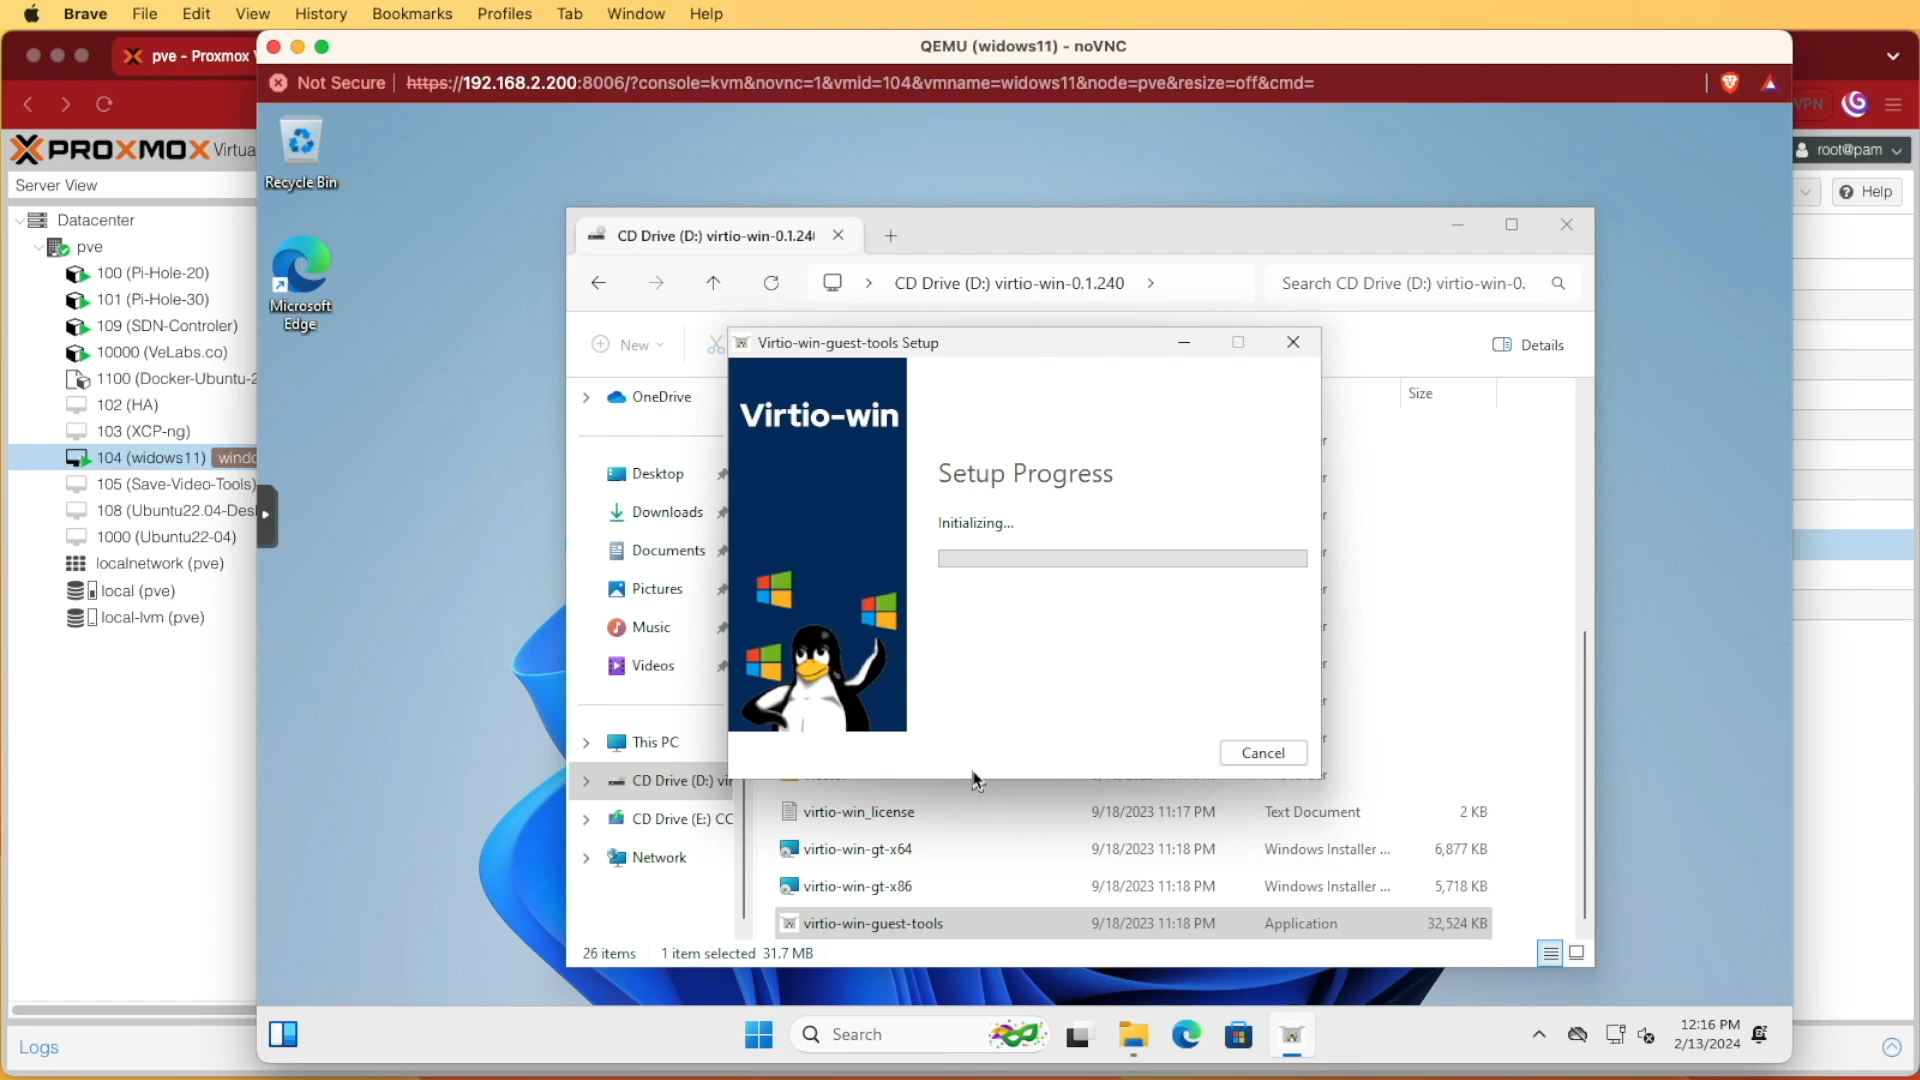 Brave File Edit View History Bookmarks Profiles Tab Window Help
QEMU (widows11) - noVNC
pve - Proxmox
Not Secure https://192.168.2.200:8006/?console=kvm&novnc=1&vmid=104&vmname=widows11&node=pve&resize=off&cmd=
VPN
PROXMOX
root@pam
Server View
Help
Datacenter
pve
100 (Pi-Hole-20)
101 (Pi-Hole-30)
109 (SDN-Controler)
10000 (VeLabs.co)
1100 (Docker-Ubuntu-2
102 (HA)
103 (XCP-ng)
104 (widows11)
105 (Save-Video-Tools)
108 (Ubuntu22.04-Des
1000 (Ubuntu22-04)
localnetwork (pve)
local (pve)
local-lvm (pve)
Logs
Recycle Bin
Microsoft
Edge
CD Drive (D:) virtio-win-0.1.24
CD Drive (D:) virtio-win-0.1.240
Search CD Drive (D:) virtio-win-0.
New
Details
OneDrive
Desktop
Downloads
Documents
Pictures
Music
Videos
This PC
CD Drive (D:) vir
CD Drive (E:) CC
Network
Size
Virtio-win-guest-tools Setup
Virtio-win
Setup Progress
Initializing...
Cancel
virtio-win_license 9/18/2023 11:17 PM Text Document 2 KB
virtio-win-gt-x64 9/18/2023 11:18 PM Windows Installer ... 6,877 KB
virtio-win-gt-x86 9/18/2023 11:18 PM Windows Installer ... 5,718 KB
virtio-win-guest-tools 9/18/2023 11:18 PM Application 32,524 KB
26 items 1 item selected 31.7 MB
Search
12:16 PM
2/13/2024